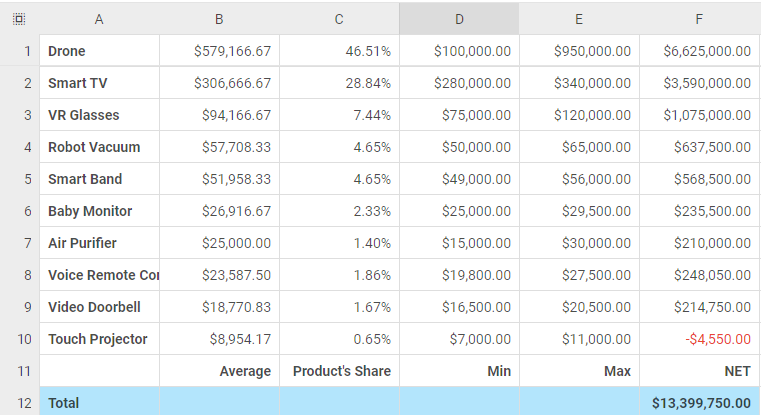 A B C D E F
1 Drone $579,166.67 46.51% $100,000.00 $950,000.00 $6,625,000.00
2 Smart TV $306,666.67 28.84% $280,000.00 $340,000.00 $3,590,000.00
3 VR Glasses $94,166.67 7.44% $75,000.00 $120,000.00 $1,075,000.00
4 Robot Vacuum $57,708.33 4.65% $50,000.00 $65,000.00 $637,500.00
5 Smart Band $51,958.33 4.65% $49,000.00 $56,000.00 $568,500.00
6 Baby Monitor $26,916.67 2.33% $25,000.00 $29,500.00 $235,500.00
7 Air Purifier $25,000.00 1.40% $15,000.00 $30,000.00 $210,000.00
8 Voice Remote Cor $23,587.50 1.86% $19,800.00 $27,500.00 $248,050.00
9 Video Doorbell $18,770.83 1.67% $16,500.00 $20,500.00 $214,750.00
10 Touch Projector $8,954.17 0.65% $7,000.00 $11,000.00 -$4,550.00
11 Average Product's Share Min Max NET
12 Total $13,399,750.00